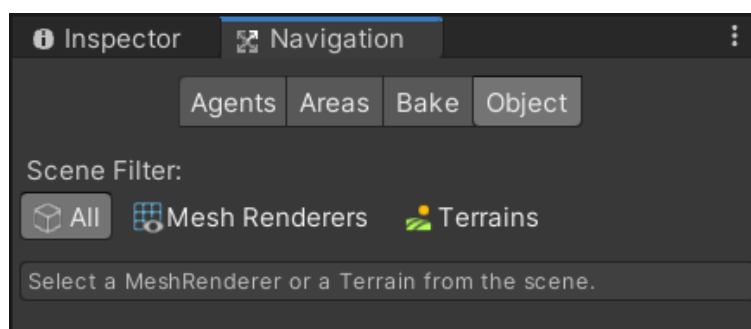 Inspector Navigation
Agents Areas Bake Object
Scene Filter:
All Mesh Renderers Terrains
Select a MeshRenderer or a Terrain from the scene.